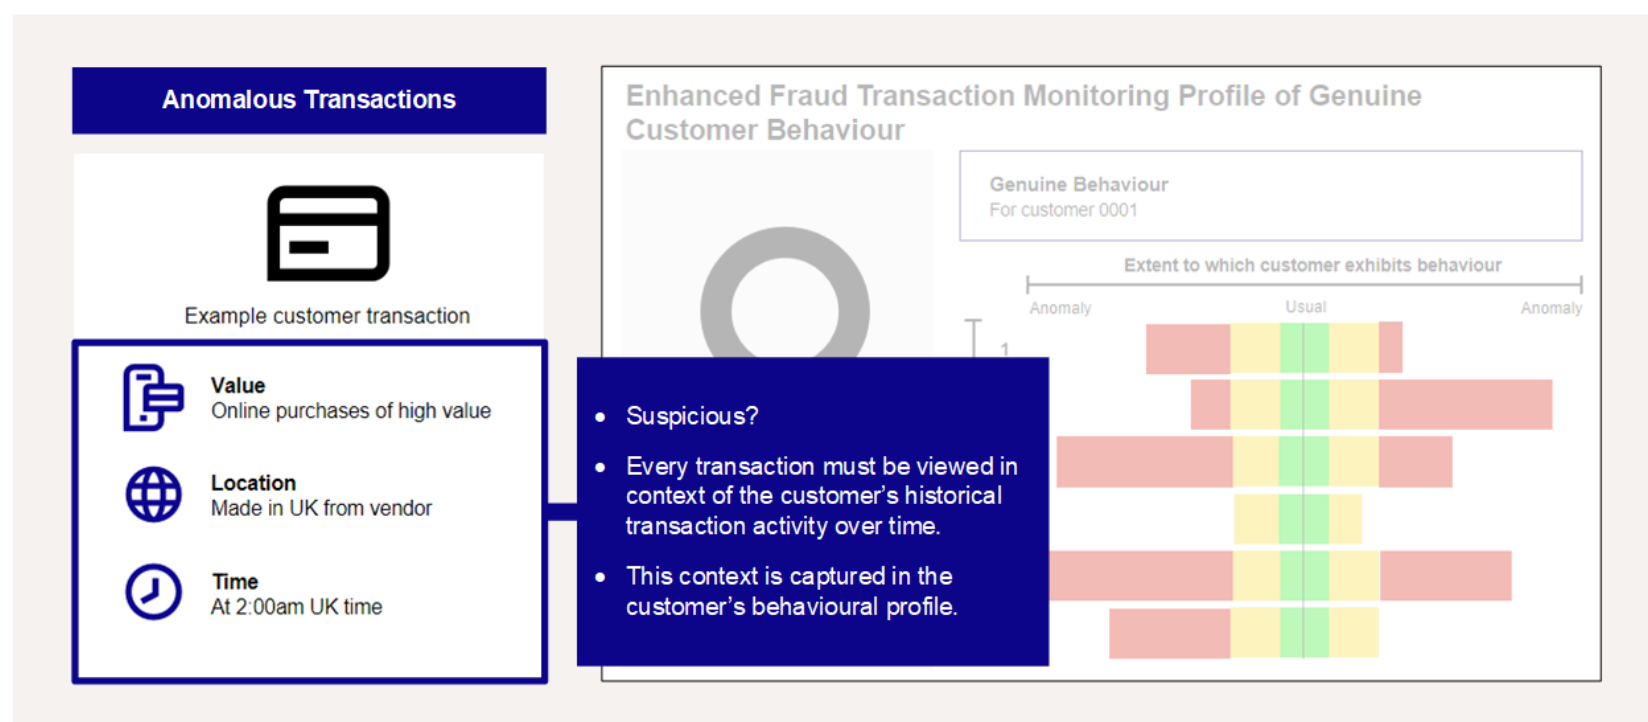 Anomalous Transactions
Example customer transaction
Value
Online purchases of high value
Location
Made in UK from vendor
Time
At 2:00am UK time
Enhanced Fraud Transaction Monitoring Profile of Genuine
Customer Behaviour
Genuine Behaviour
For customer 0001
Extent to which customer exhibits behaviour
Anomaly Usual Anomaly
1
• Suspicious?
• Every transaction must be viewed in
context of the customer’s historical
transaction activity over time.
• This context is captured in the
customer’s behavioural profile.